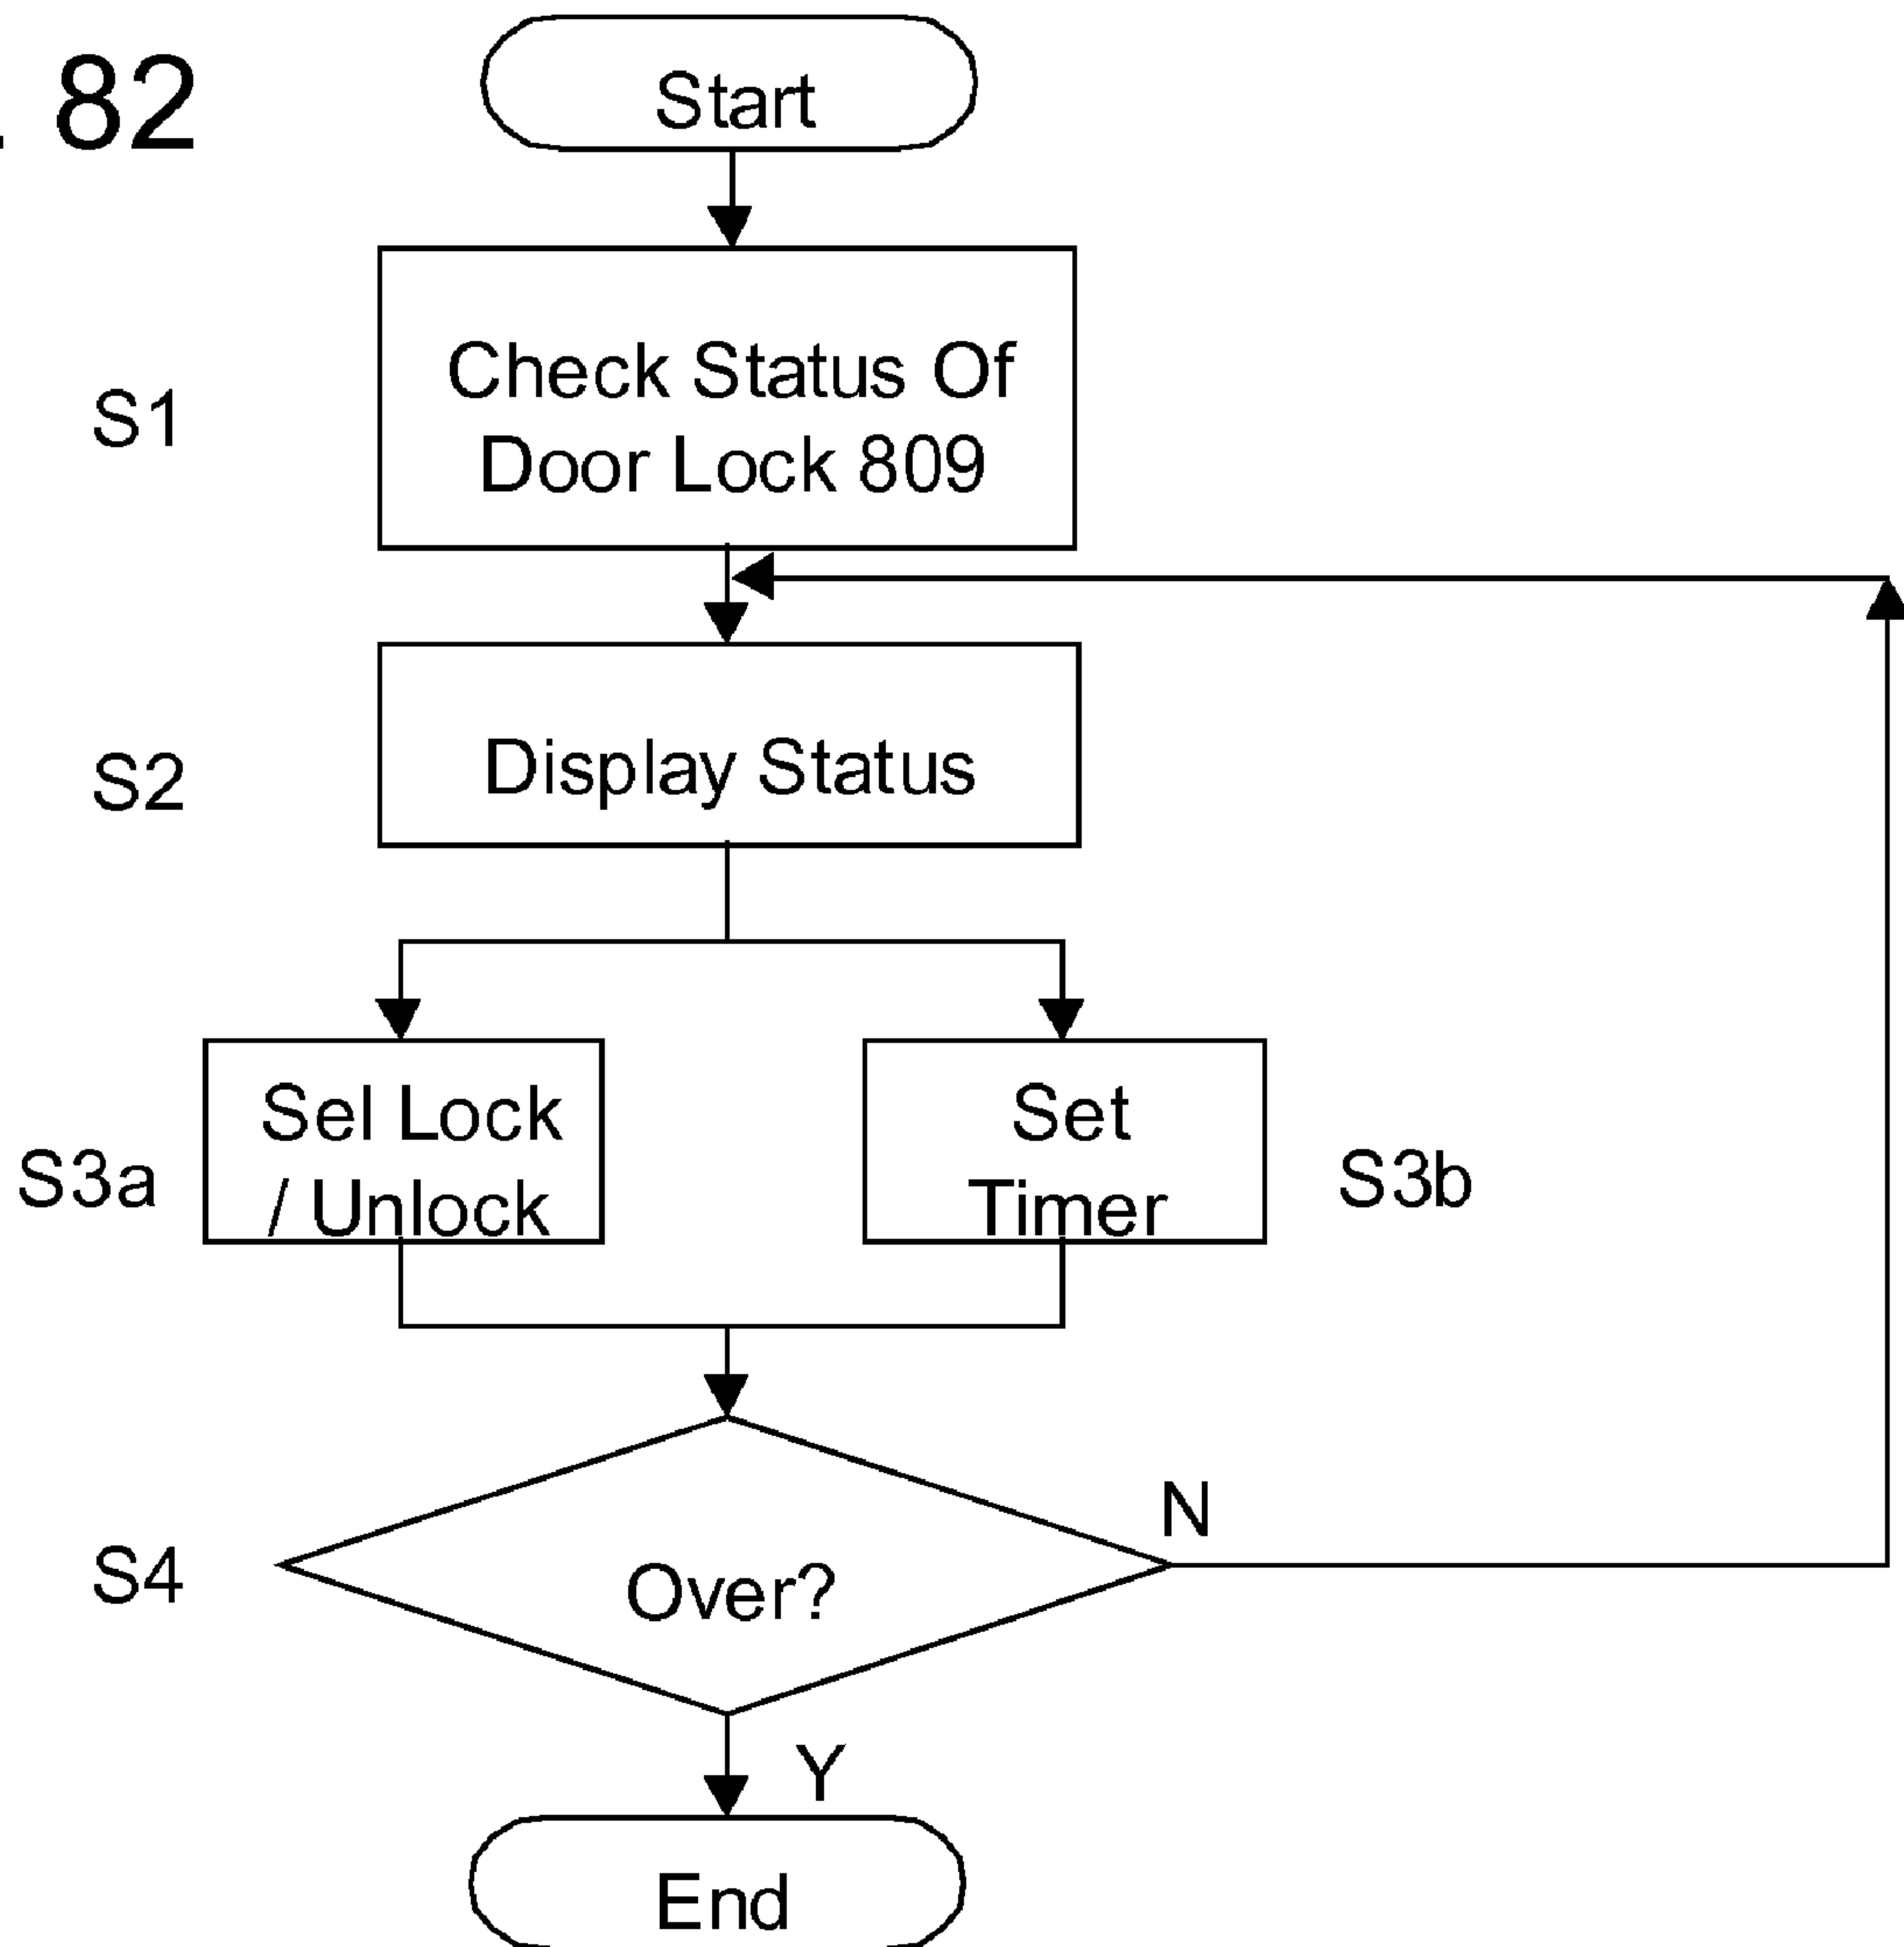 82
Start
S1
Check Status Of
Door Lock 809
S2
Display Status
S3a
Sel Lock
/ Unlock
Set
Timer
S3b
S4
Over?
N
Y
End